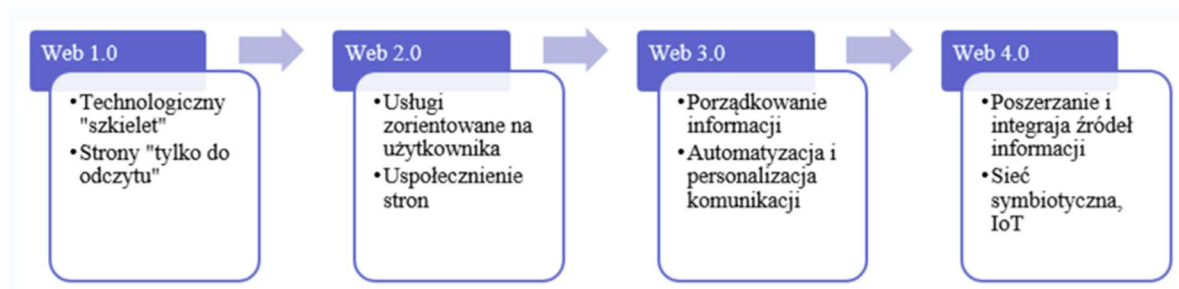 Web 1.0
• Technologiczny
"szkielet"
• Strony "tylko do
odczytu"
Web 2.0
• Usługi
zorientowane na
użytkownika
• Uspołecznienie
stron
Web 3.0
• Porządkowanie
informacji
• Automatyzacja i
personalizacja
komunikacji
Web 4.0
• Poszerzanie i
integraja źródeł
informacji
• Sieć
symbiotyczna,
IoT